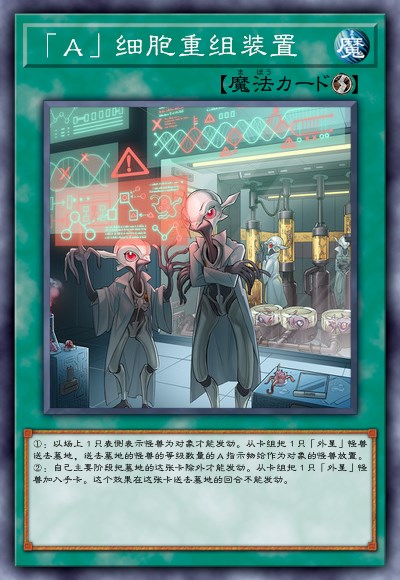 「A」细胞重组装置
魔
【魔法カード】
まほう
①：以场上1只表侧表示怪兽为对象才能发动。从卡组把1只「外星」怪兽
送去墓地，送去墓地的怪兽的等级数量的A指示物给作为对象的怪兽放置。
②：自己主要阶段把墓地的这张卡除外才能发动。从卡组把1只「外星」怪
兽加入手卡。这个效果在这张卡送去墓地的回合不能发动。